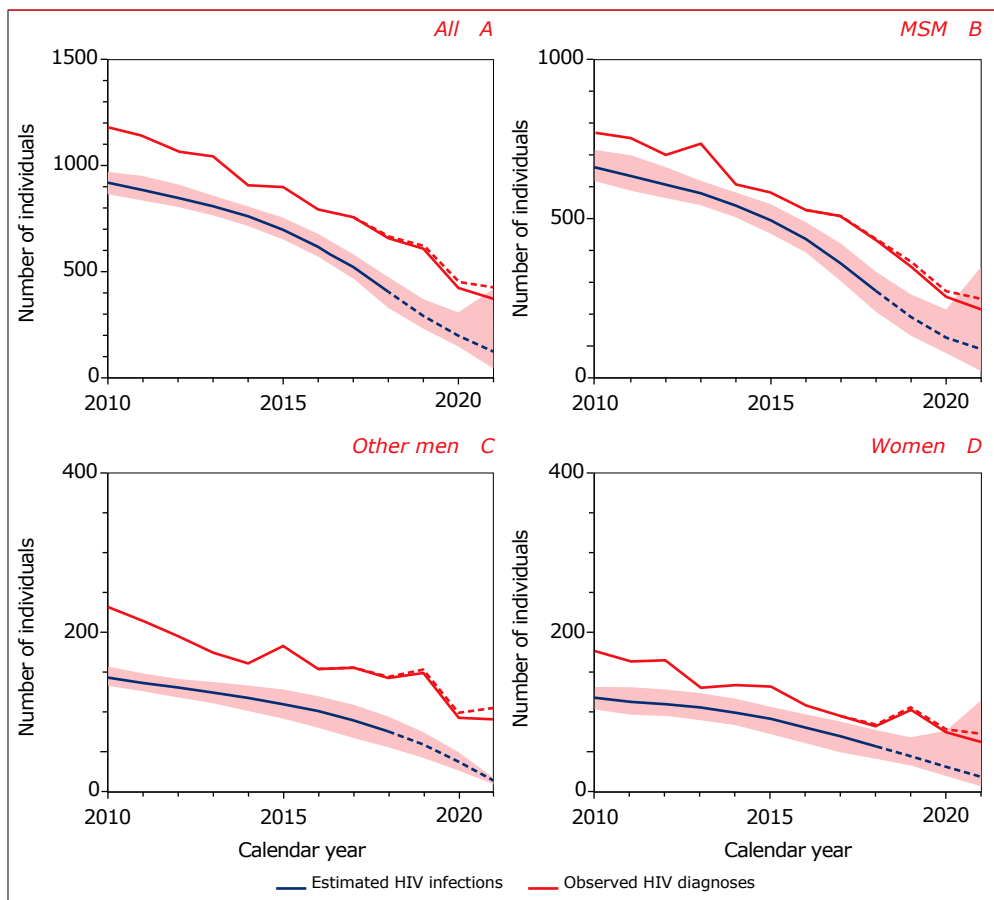 All A
1500
1000
500
0
2010
2015
2020
Number of individuals
MSM B
1000
500
0
2010
2015
2020
Number of individuals
Other men C
400
200
0
2010
2015
2020
Number of individuals
Calendar year
Women D
400
200
0
2010
2015
2020
Number of individuals
Calendar year
Estimated HIV infections
Observed HIV diagnoses